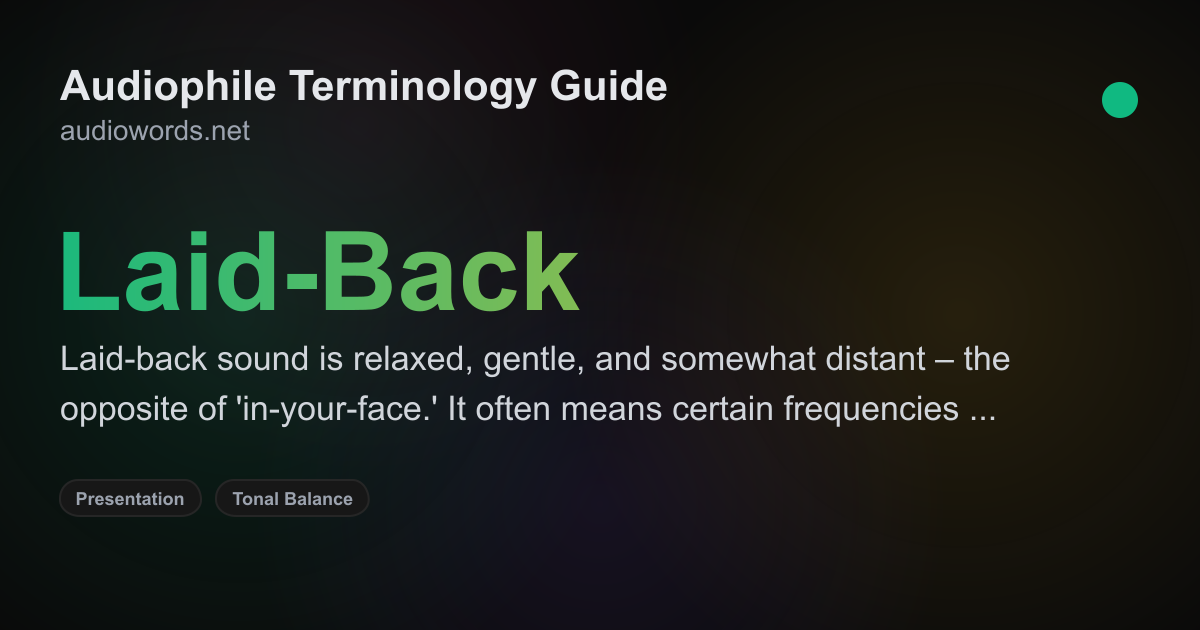 Audiophile Terminology Guide
audiowords.net
Laid-Back
Laid-back sound is relaxed, gentle, and somewhat distant – the
opposite of 'in-your-face.' It often means certain frequencies ...
Presentation
Tonal Balance